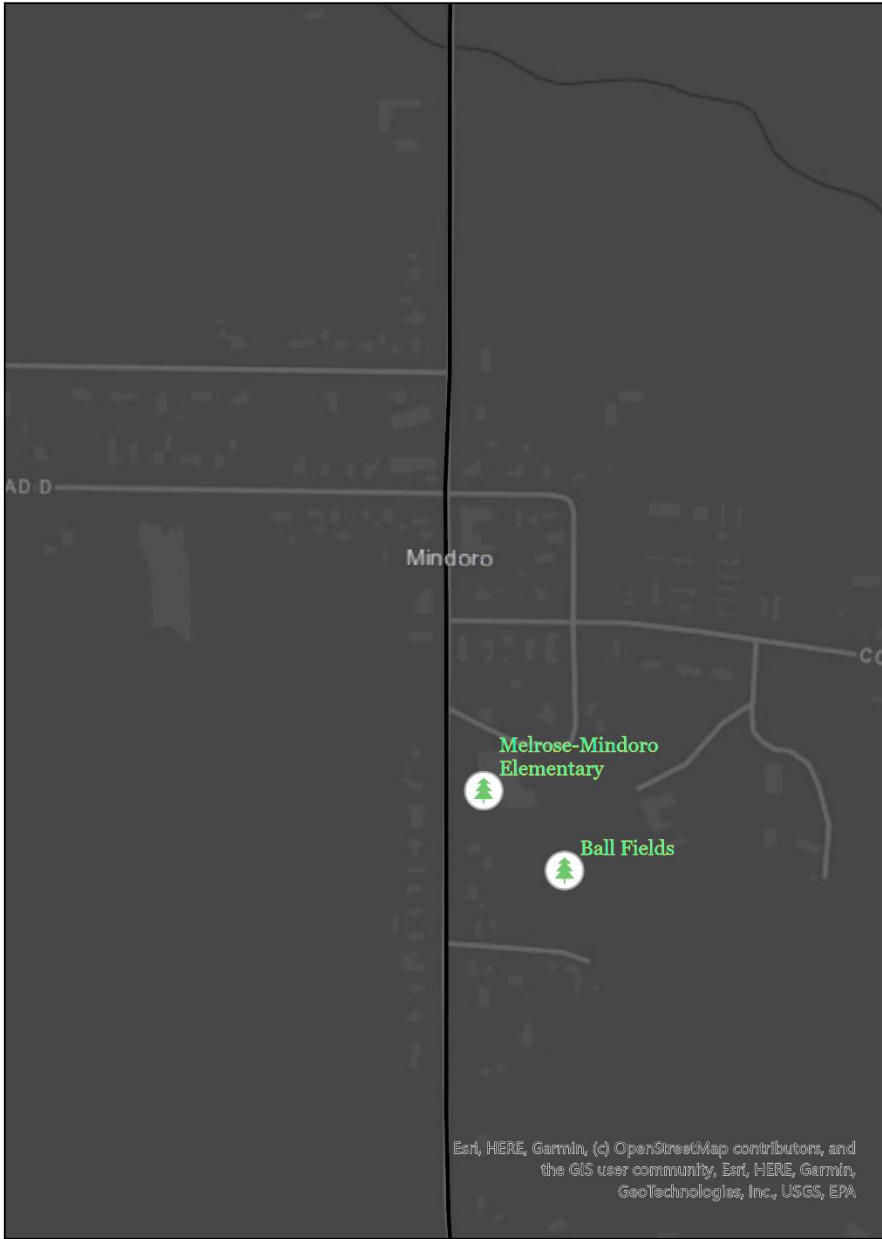 AD D
Mindoro
CO
Melrose-Mindoro
Elementary
Ball Fields
Esri, HERE, Garmin, (c) OpenStreetMap contributors, and
the GIS user community, Esri, HERE, Garmin,
GeoTechnologies, Inc., USGS, EPA